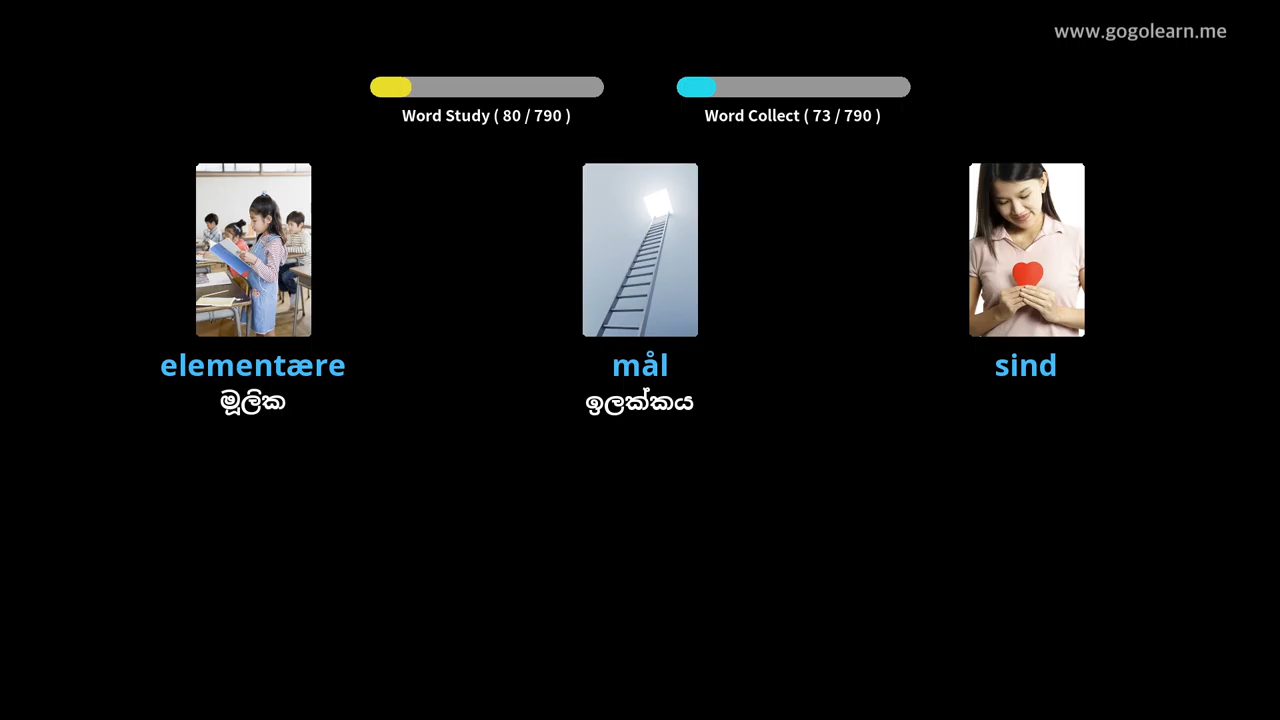 www.gogolearn.me
Word Study ( 80 / 790 )
Word Collect ( 73 / 790 )
elementære
mål
sind
මූලික
ඉලක්කය